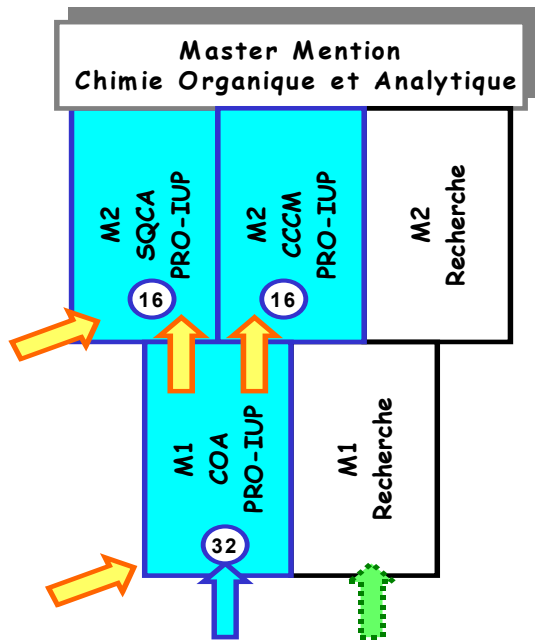 Master Mention
Chimie Organique et Analytique
M2
SQCA
PRO-IUP
16
M2
CCCM
PRO-IUP
16
M2
Recherche
M1
COA
PRO-IUP
32
M1
Recherche